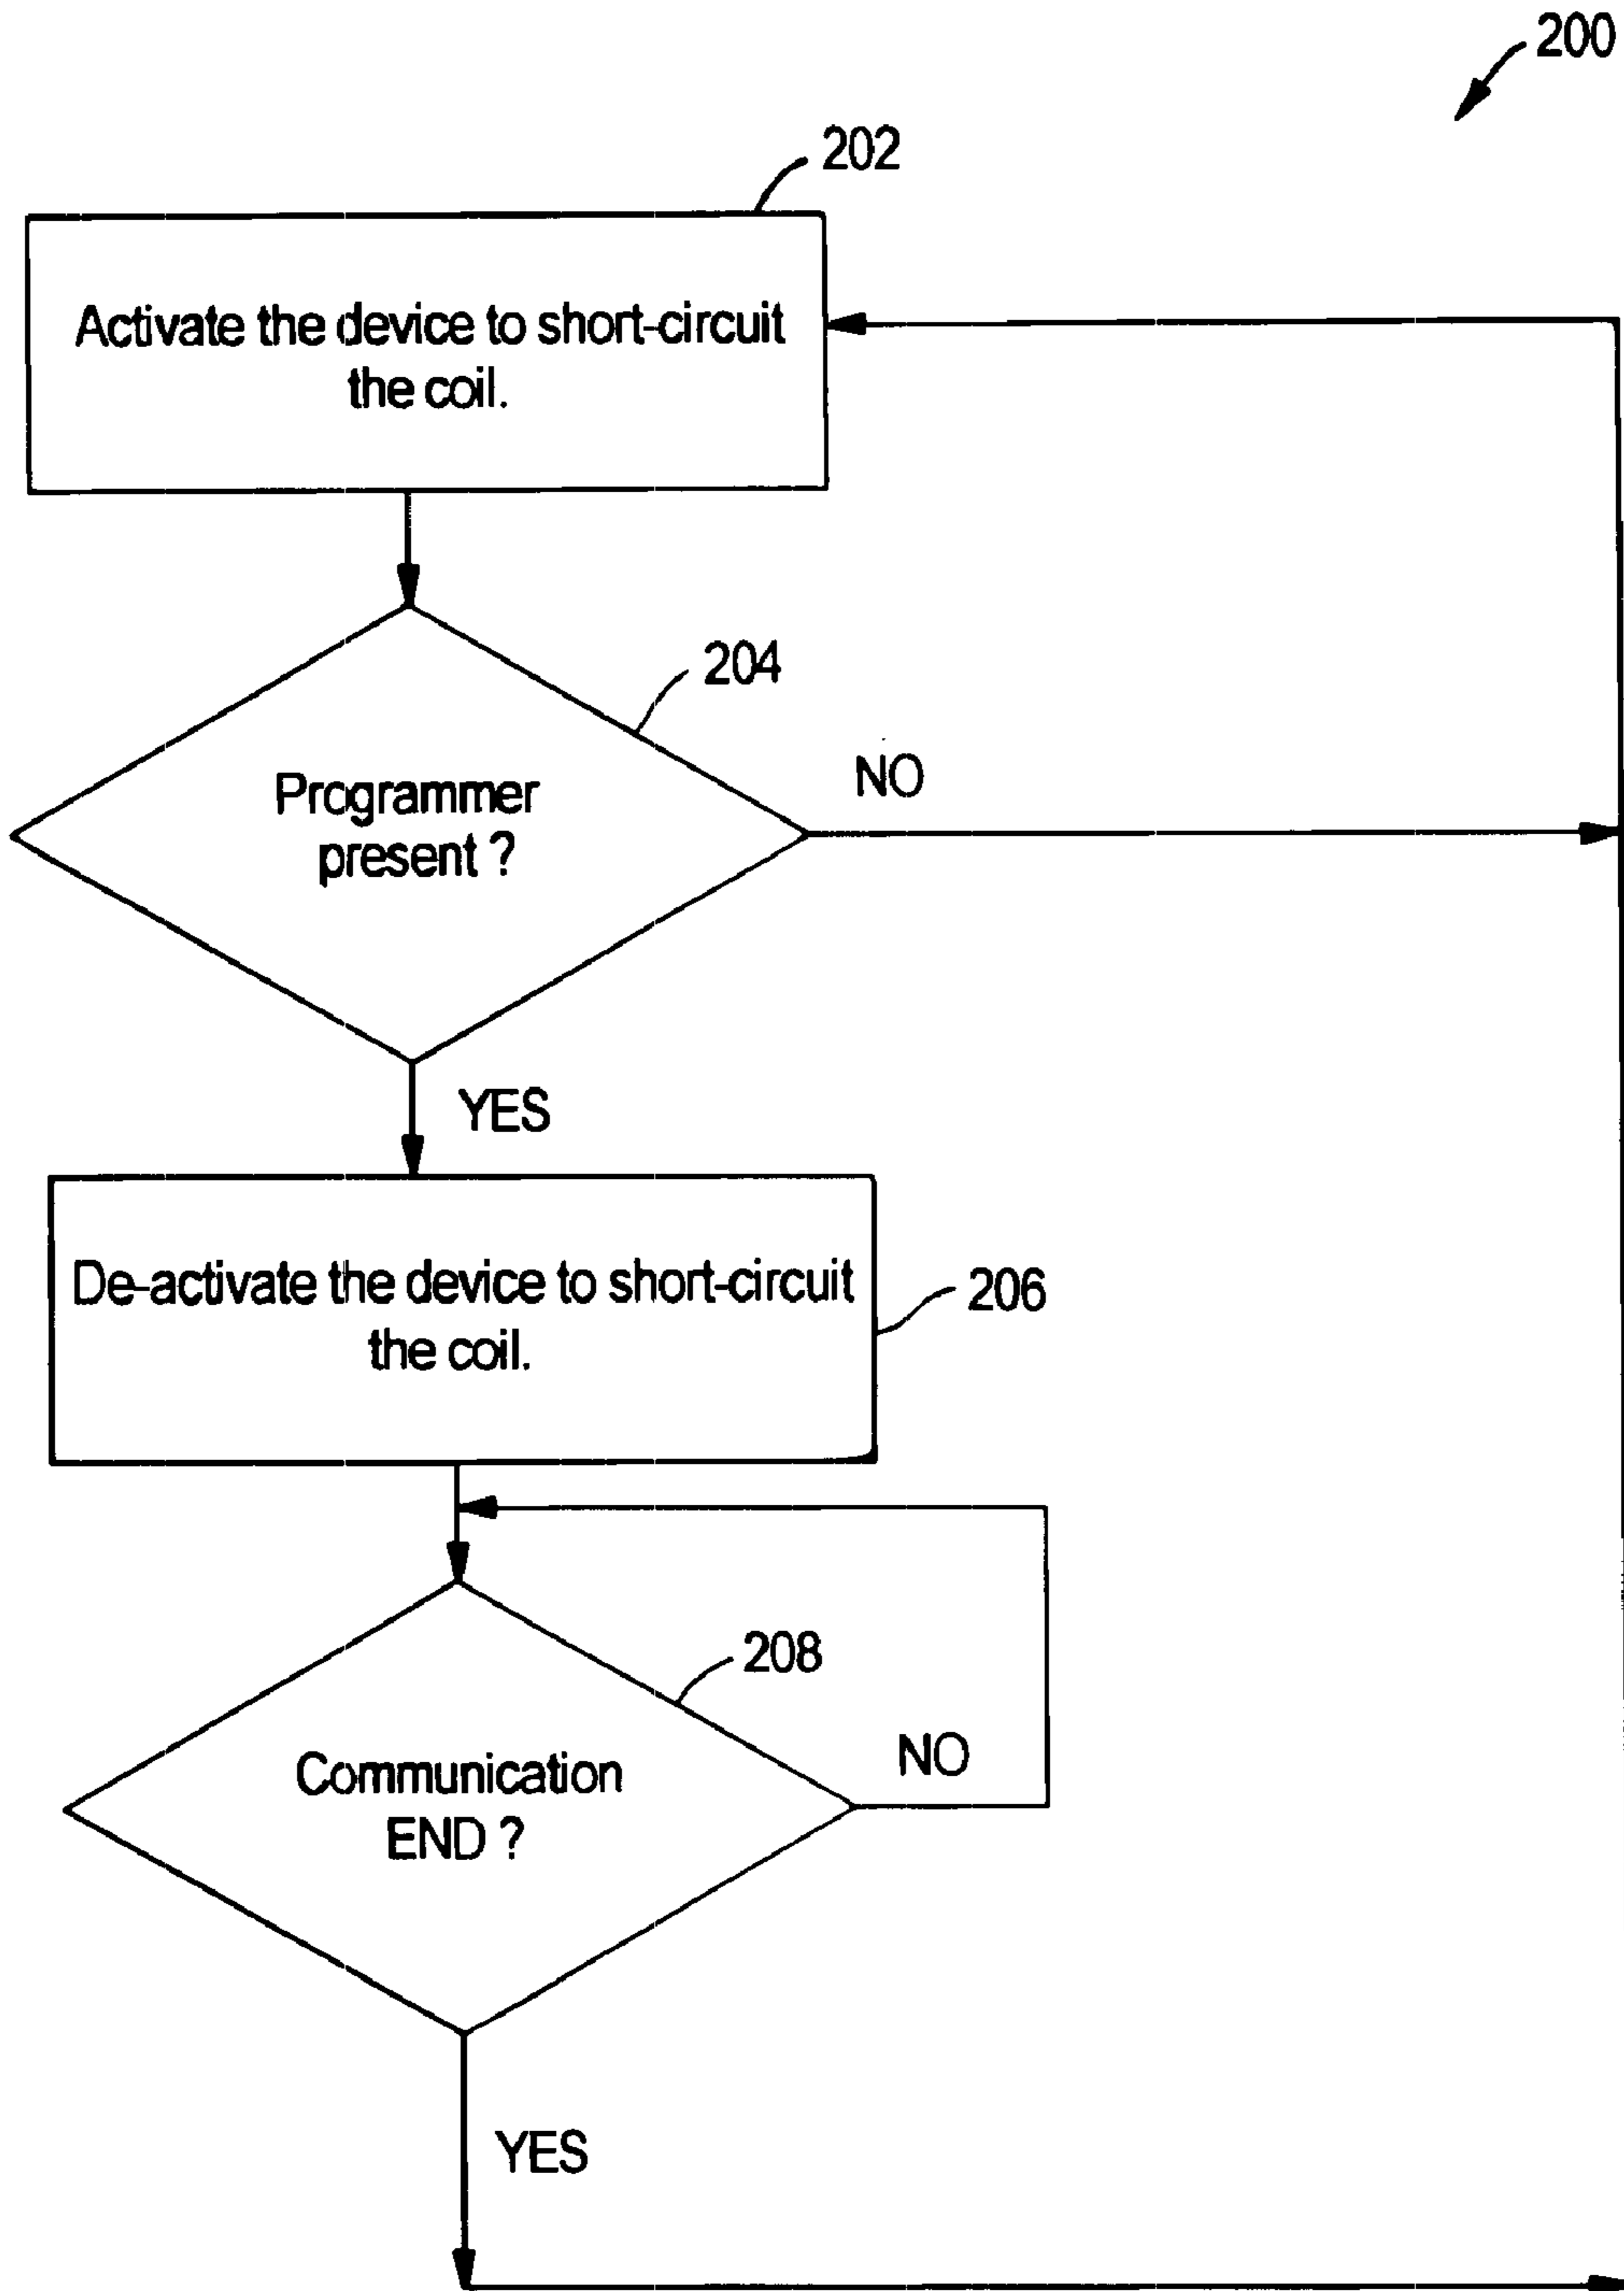 200
202
Activate the device to short-circuit
the coil.
204
Programmer
present ?
NO
YES
De-activate the device to short-circuit
the coil.
206
208
Communication
END ?
NO
YES